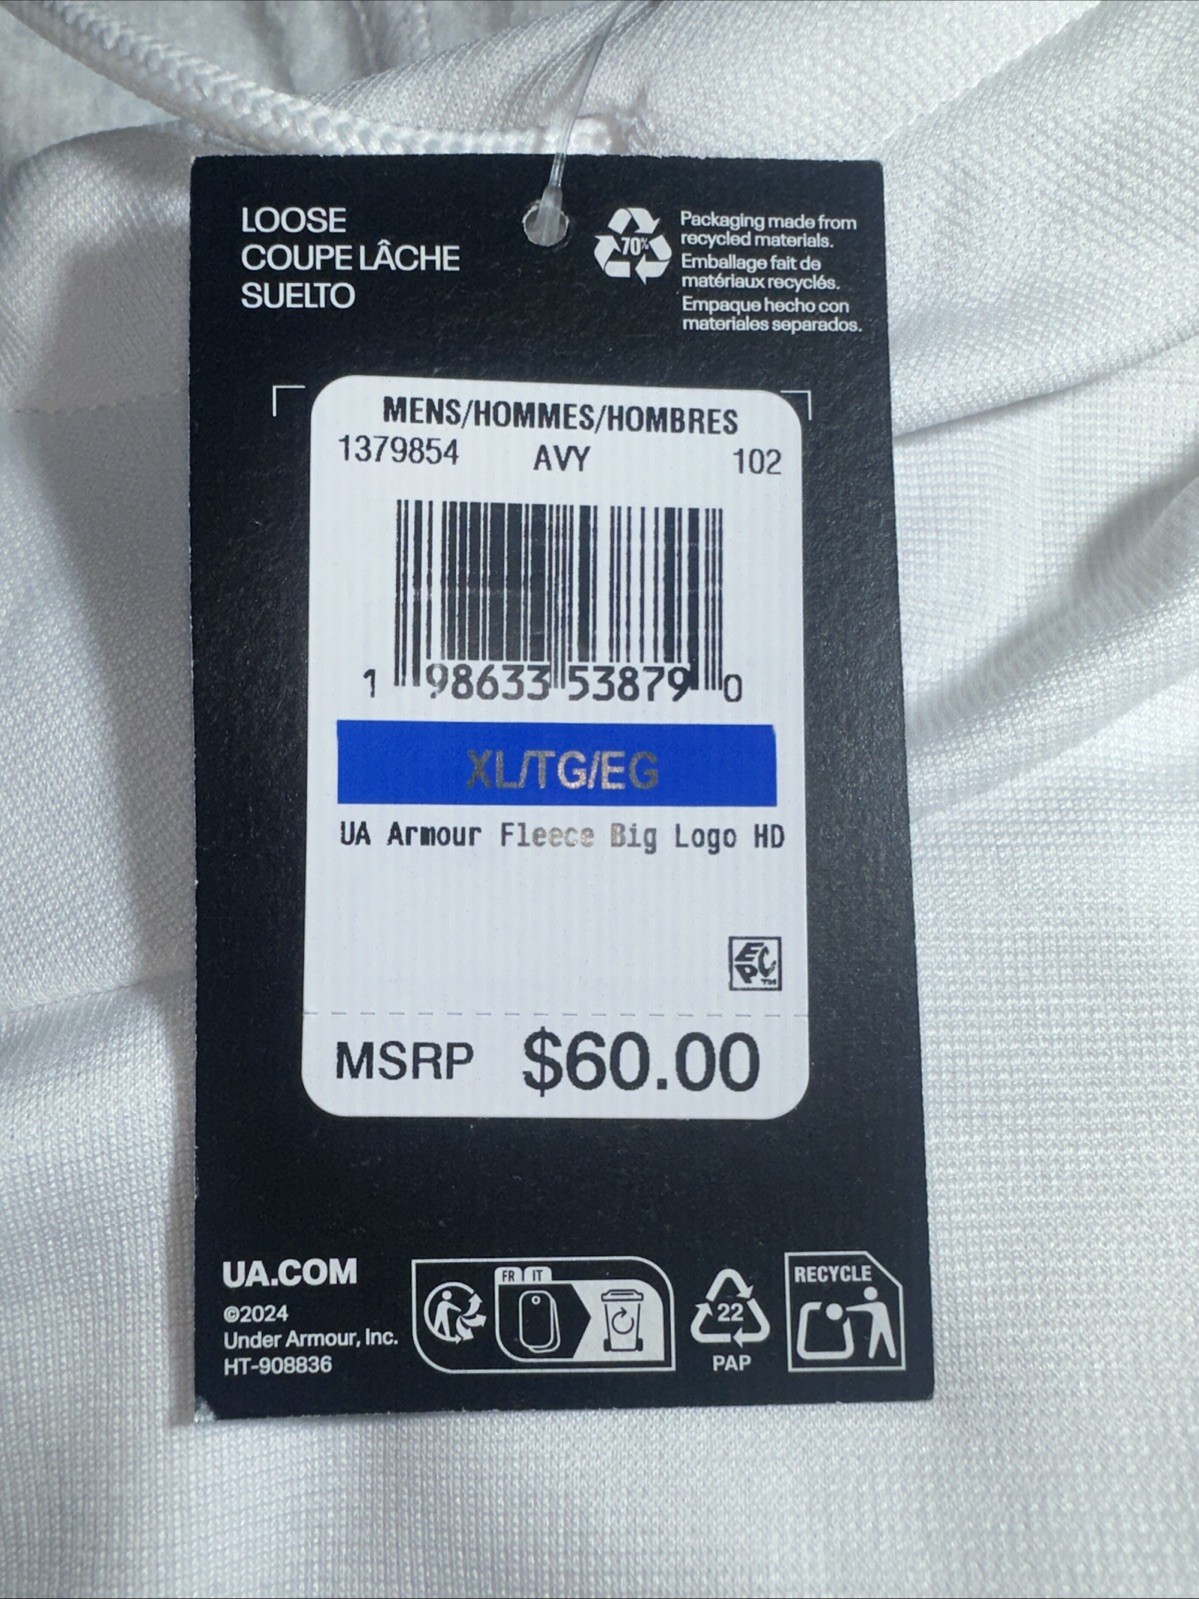 LOOSE
COUPE LÂCHE
SUELTO
70%
Packaging made from
recycled materials.
Emballage fait de
matériaux recyclés.
Empaque hecho con
materiales separados.
MENS/HOMMES/HOMBRES
1379854 AVY 102
1 98633 53879 0
XL/TG/EG
UA Armour Fleece Big Logo HD
EPC™
MSRP $60.00
UA.COM
©2024
Under Armour, Inc.
HT-908836
FR IT
22
PAP
RECYCLE